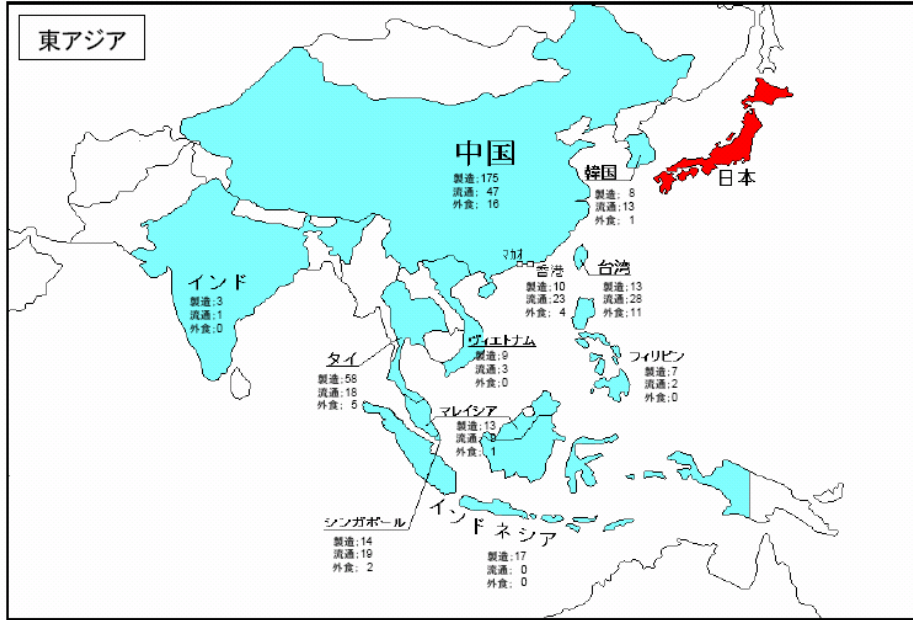 東アジア
中国
製造;175
流通; 47
外食; 16
韓国
製造; 8
流通;13
外食; 1
日本
マカオ
香港
製造;10
流通;23
外食; 4
台湾
製造;13
流通;28
外食;11
インド
製造;3
流通;1
外食;0
タイ
製造;58
流通;18
外食; 5
ヴィエトナム
製造;9
流通;3
外食;0
フィリピン
製造;7
流通;2
外食;0
マレイシア
製造;13
流通;
外食; 1
シンガポール
製造;14
流通;19
外食; 2
インドネシア
製造;17
流通; 0
外食; 0